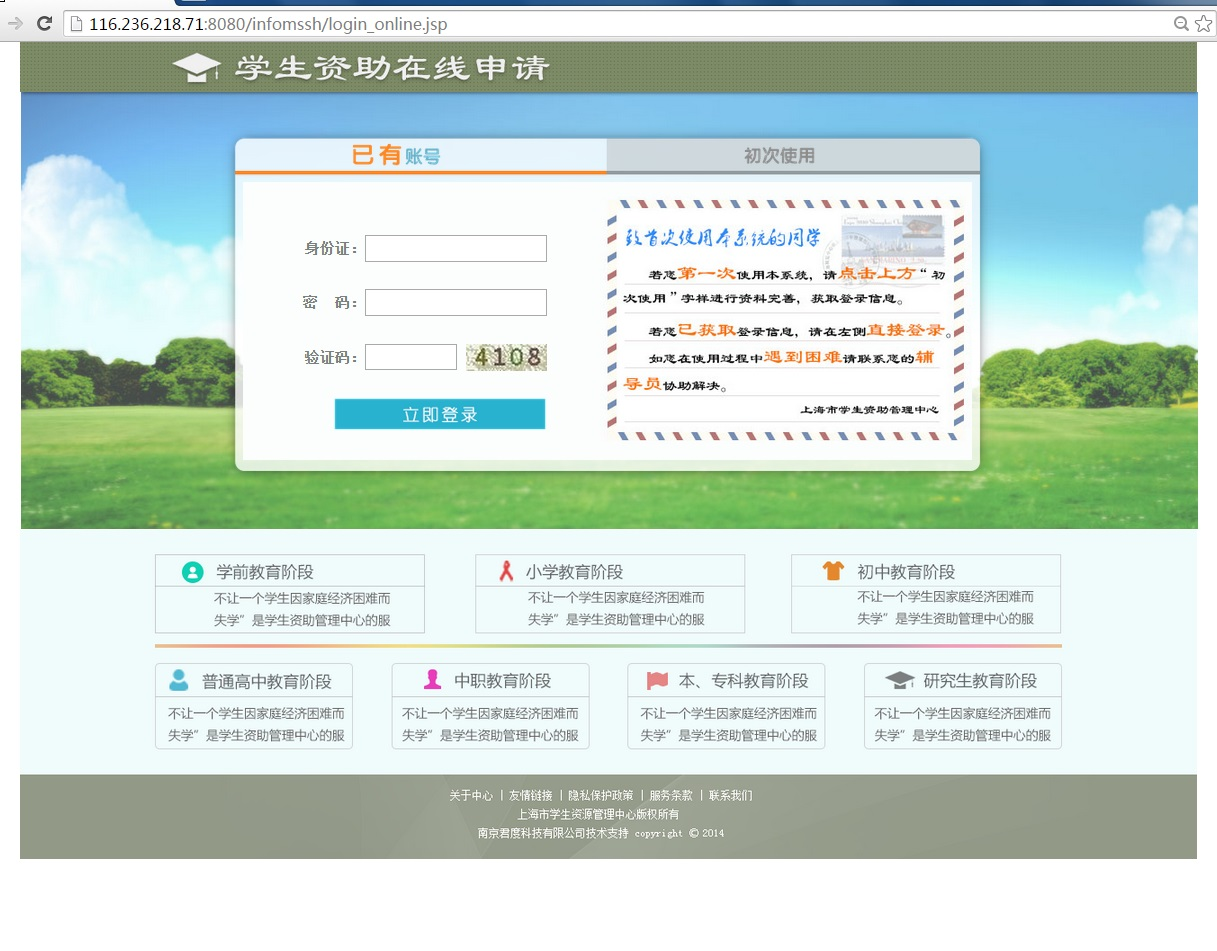 116.236.218.71:8080/infomssh/login_online.jsp
学生资助在线申请
已有账号
初次使用
身份证：
密 码：
验证码：
4108
立即登录
致首次使用本系统的同学
若您第一次使用本系统，请点击上方“初
次使用”字样进行资料完善，获取登录信息。
若您已获取登录信息，请在左侧直接登录。
如您在使用过程中遇到困难请联系您的辅
导员协助解决。
上海市学生资助管理中心
学前教育阶段
不让一个学生因家庭经济困难而
失学”是学生资助管理中心的服
小学教育阶段
不让一个学生因家庭经济困难而
失学”是学生资助管理中心的服
初中教育阶段
不让一个学生因家庭经济困难而
失学”是学生资助管理中心的服
普通高中教育阶段
不让一个学生因家庭经济困难而
失学”是学生资助管理中心的服
中职教育阶段
不让一个学生因家庭经济困难而
失学”是学生资助管理中心的服
本、专科教育阶段
不让一个学生因家庭经济困难而
失学”是学生资助管理中心的服
研究生教育阶段
不让一个学生因家庭经济困难而
失学”是学生资助管理中心的服
关于中心 | 友情链接 | 隐私保护政策 | 服务条款 | 联系我们
上海市学生资源管理中心版权所有
南京君度科技有限公司技术支持 copyright © 2014